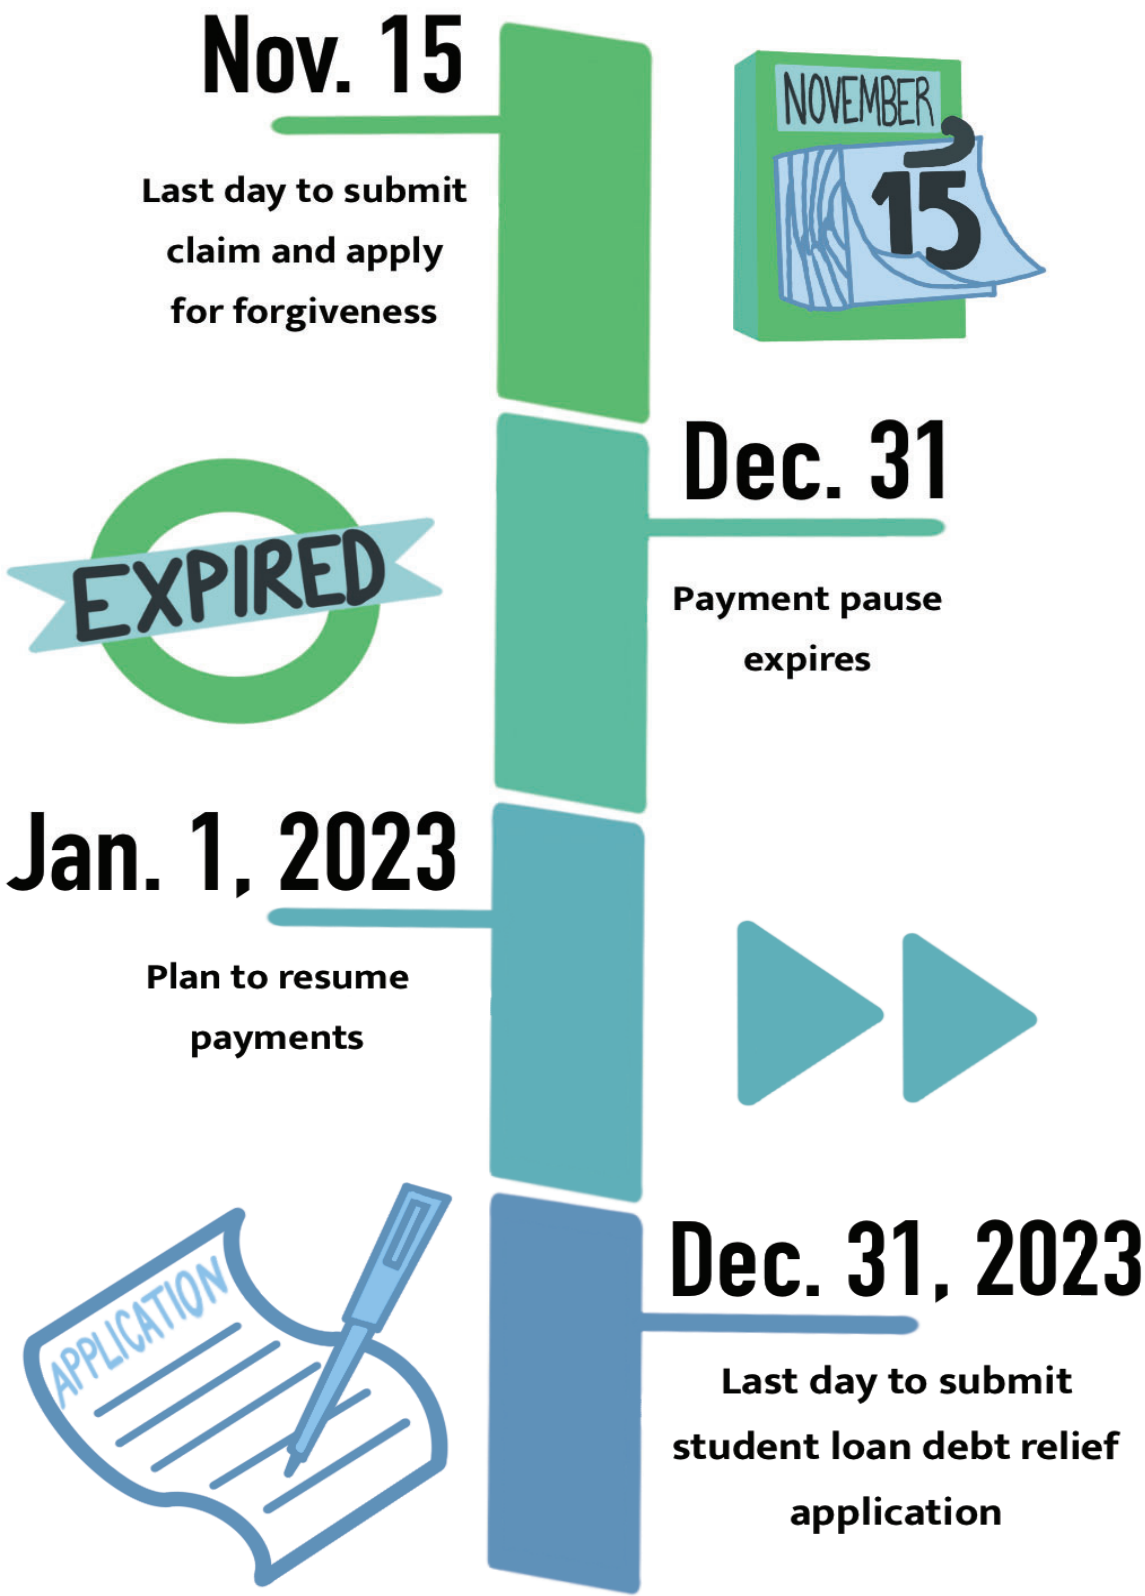 Nov. 15
Last day to submit
claim and apply
for forgiveness
NOVEMBER
15
Dec. 31
Payment pause
expires
EXPIRED
Jan. 1, 2023
Plan to resume
payments
Dec. 31, 2023
Last day to submit
student loan debt relief
application
APPLICATION